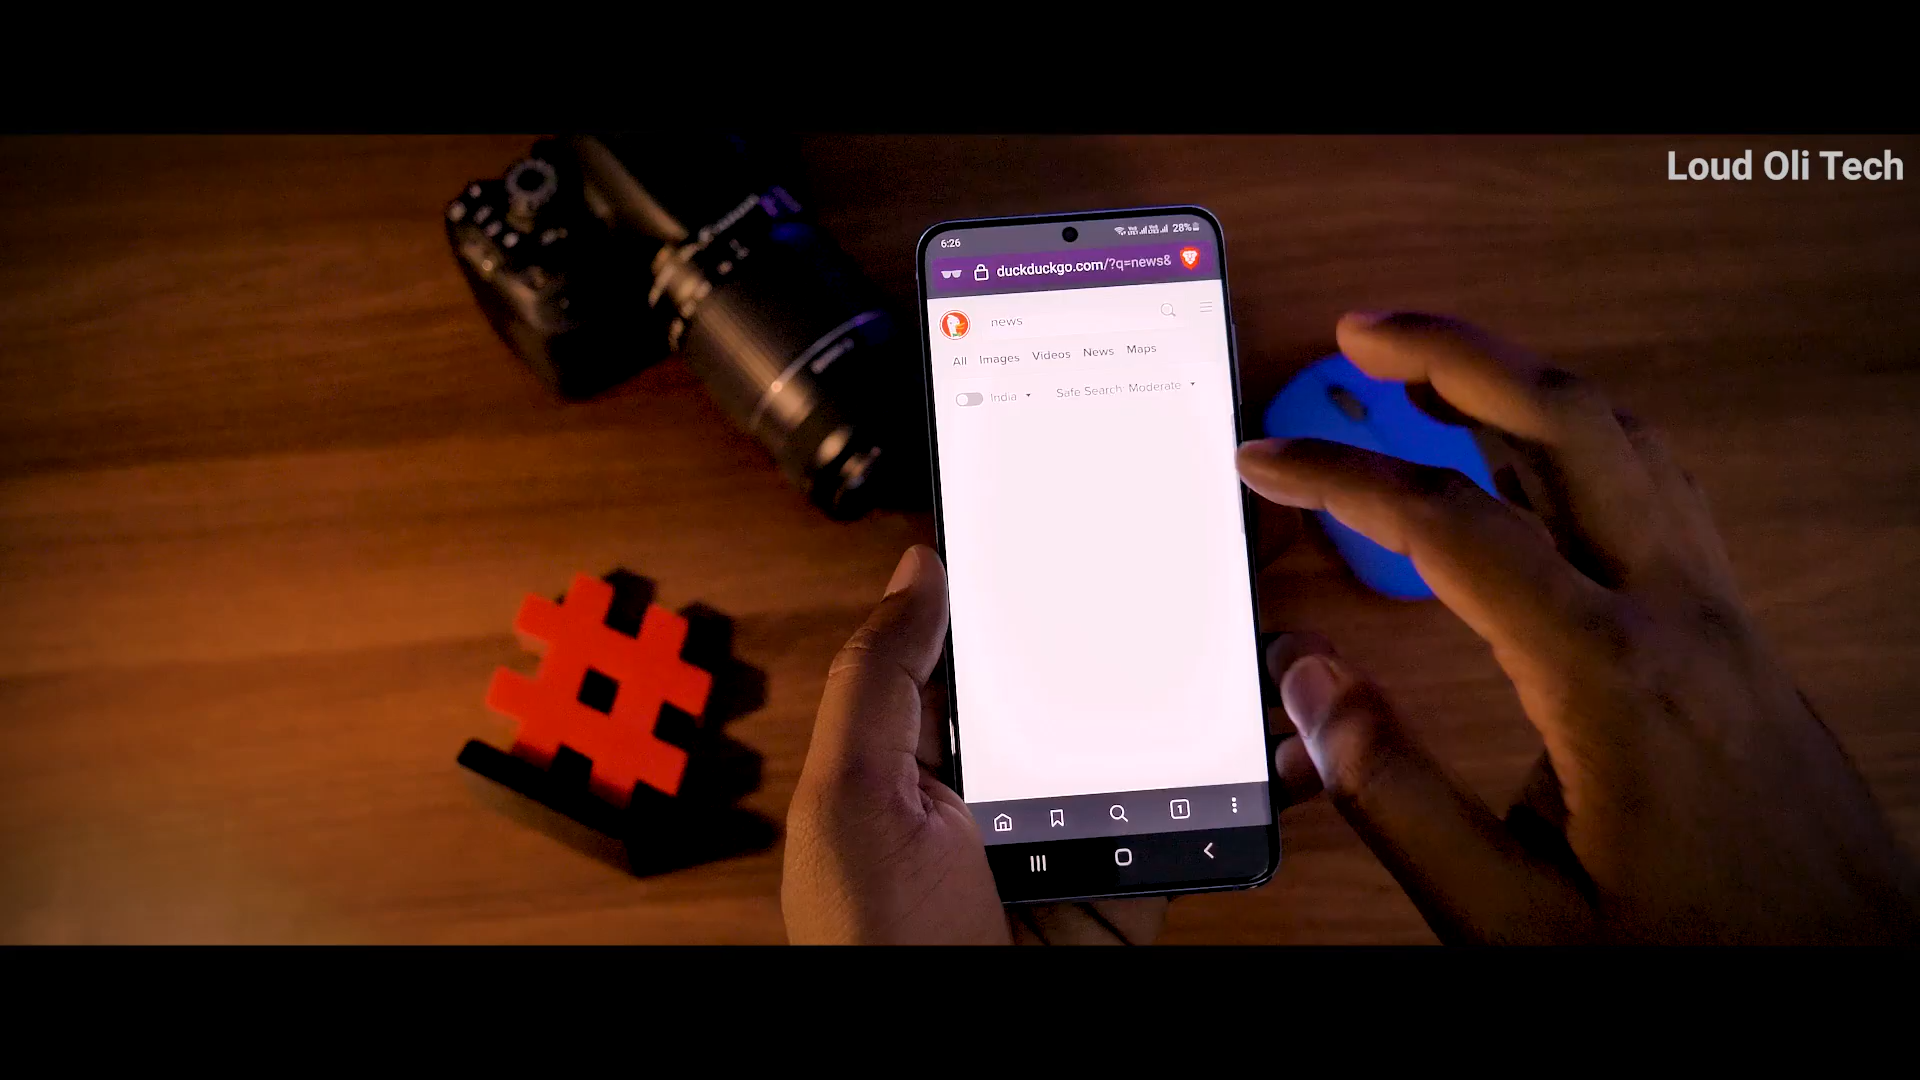 Loud Oli Tech
6:26
28%
duckduckgo.com/?q=news&
news
All Images Videos News Maps
India Safe Search: Moderate
1